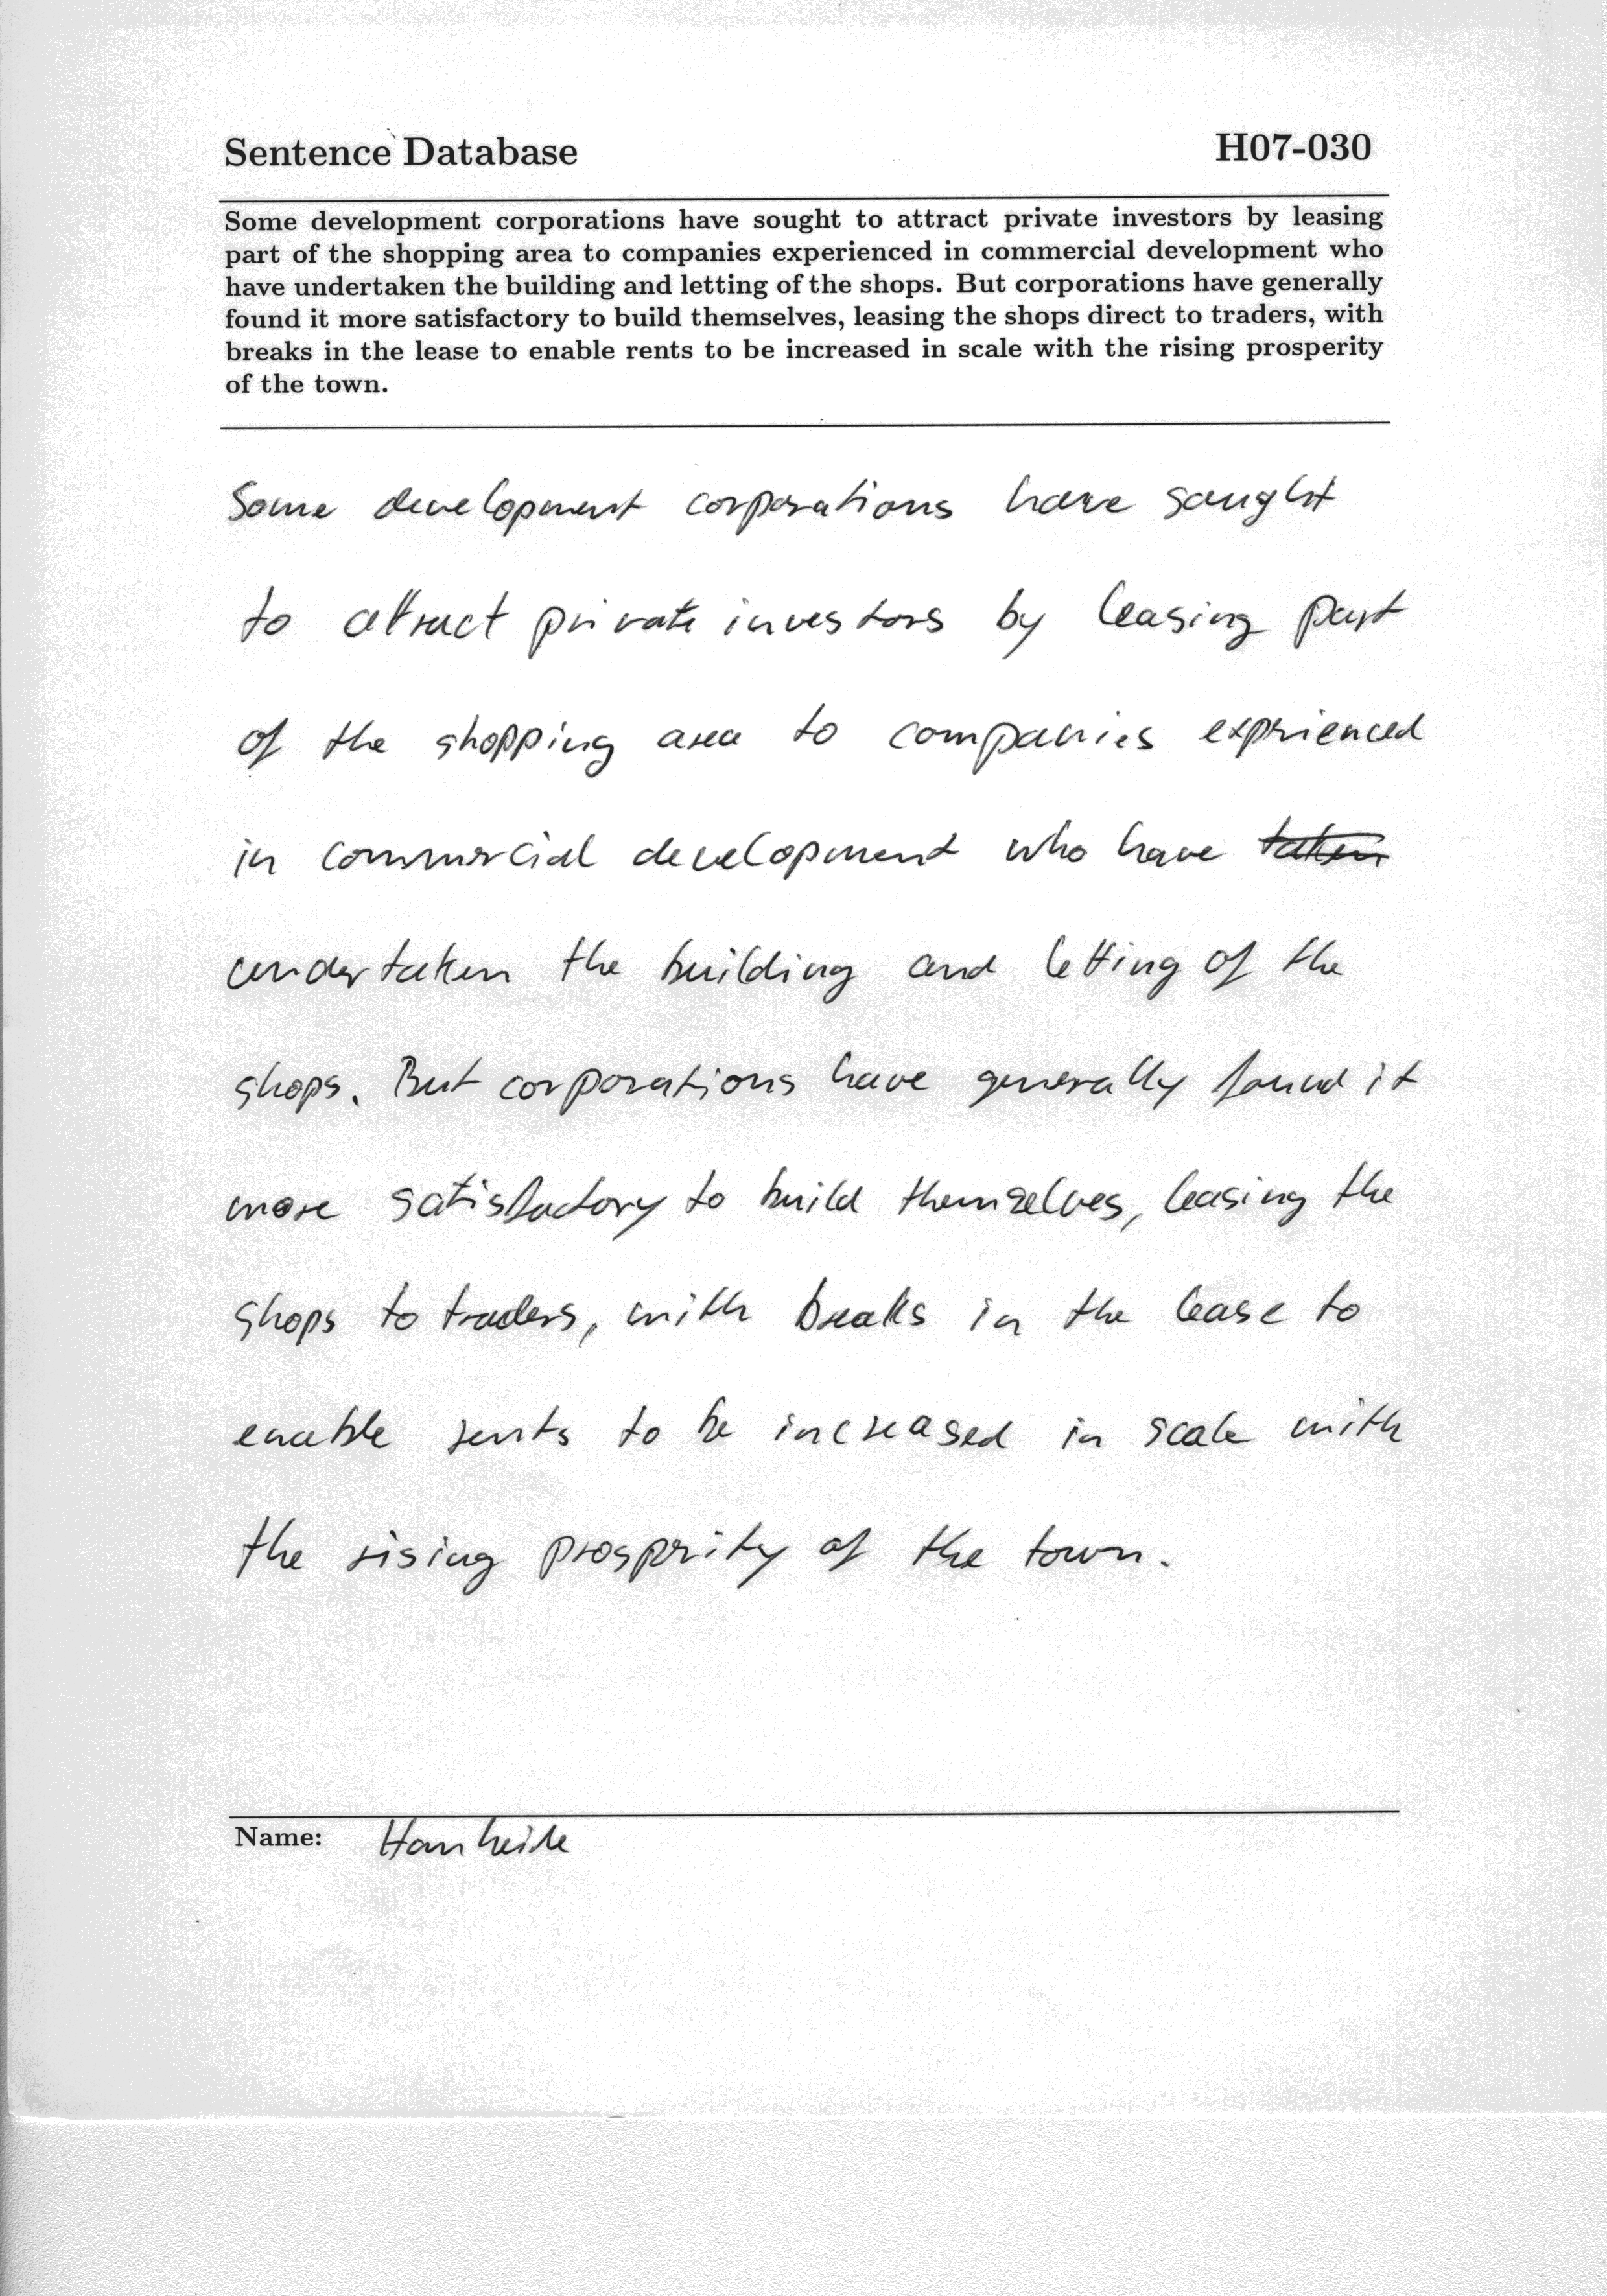 Sentence Database H07-030
Some development corporations have sought to attract private investors by leasing
part of the shopping area to companies experienced in commercial development who
have undertaken the building and letting of the shops. But corporations have generally
found it more satisfactory to build themselves, leasing the shops direct to traders, with
breaks in the lease to enable rents to be increased in scale with the rising prosperity
of the town.
Some development corporations have sought
to attract private investors by leasing part
of the shopping area to companies exprienced
in commercial development who have taken
undertaken the building and letting of the
shops. But corporations have generally found it
more satisfactory to build themselves, leasing the
shops to traders, with breaks in the lease to
enable rents to be increased in scale with
the rising prosprity of the town.
Name: Hanheide